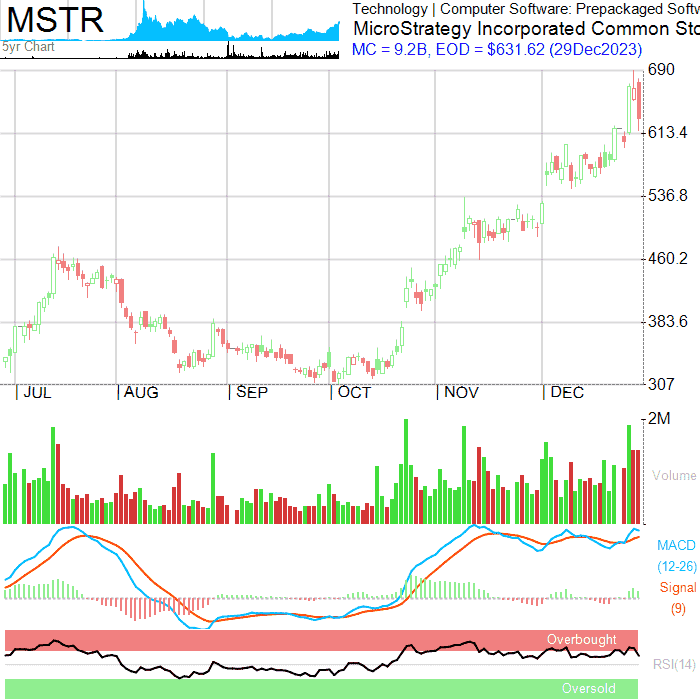 MSTR
5yr Chart
Technology | Computer Software: Prepackaged Softw
MicroStrategy Incorporated Common Sto
MC = 9.2B, EOD = $631.62 (29Dec2023)
690
613.4
536.8
460.2
383.6
307
JUL AUG SEP OCT NOV DEC
2M
Volume
MACD
(12-26)
Signal
(9)
Overbought
RSI(14)
Oversold